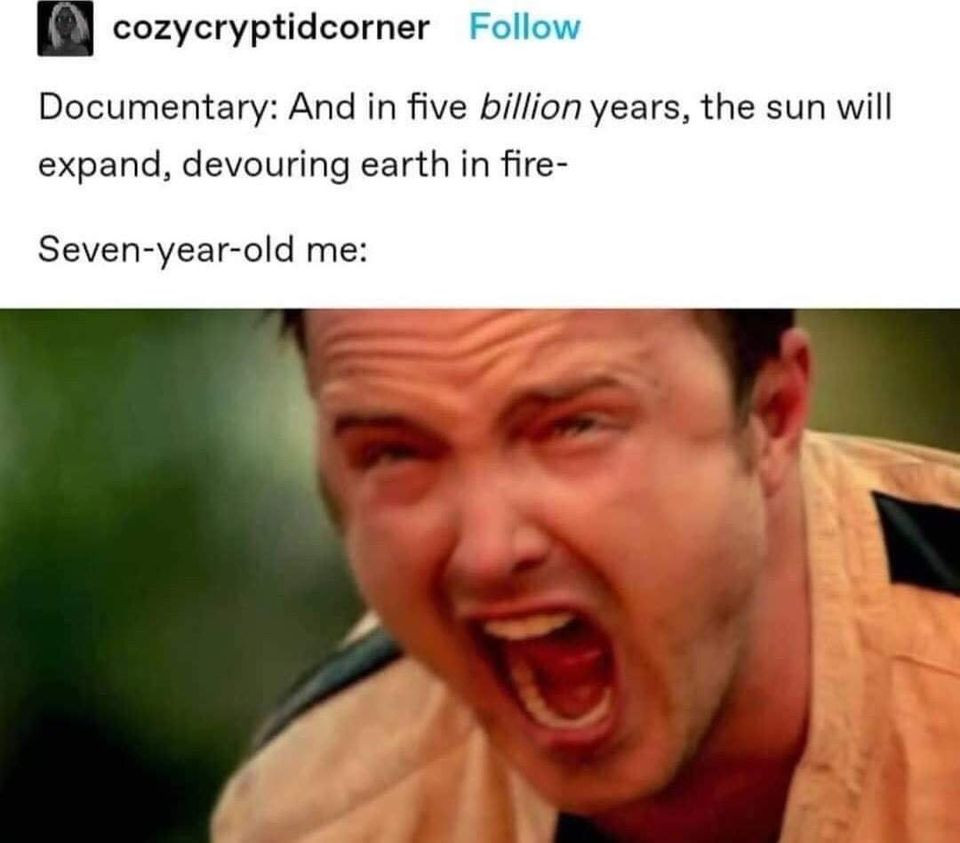 cozycryptidcorner Follow
Documentary: And in five billion years, the sun will
expand, devouring earth in fire-
Seven-year-old me: